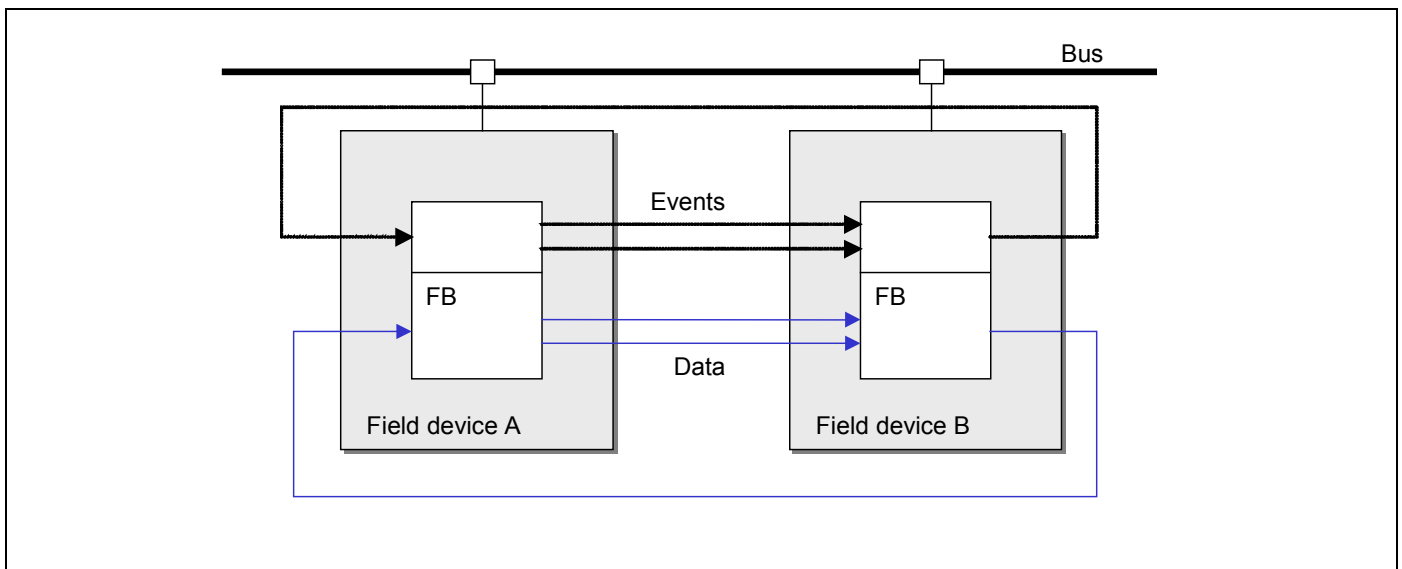 Bus
Events
FB
FB
Data
Field device A
Field device B